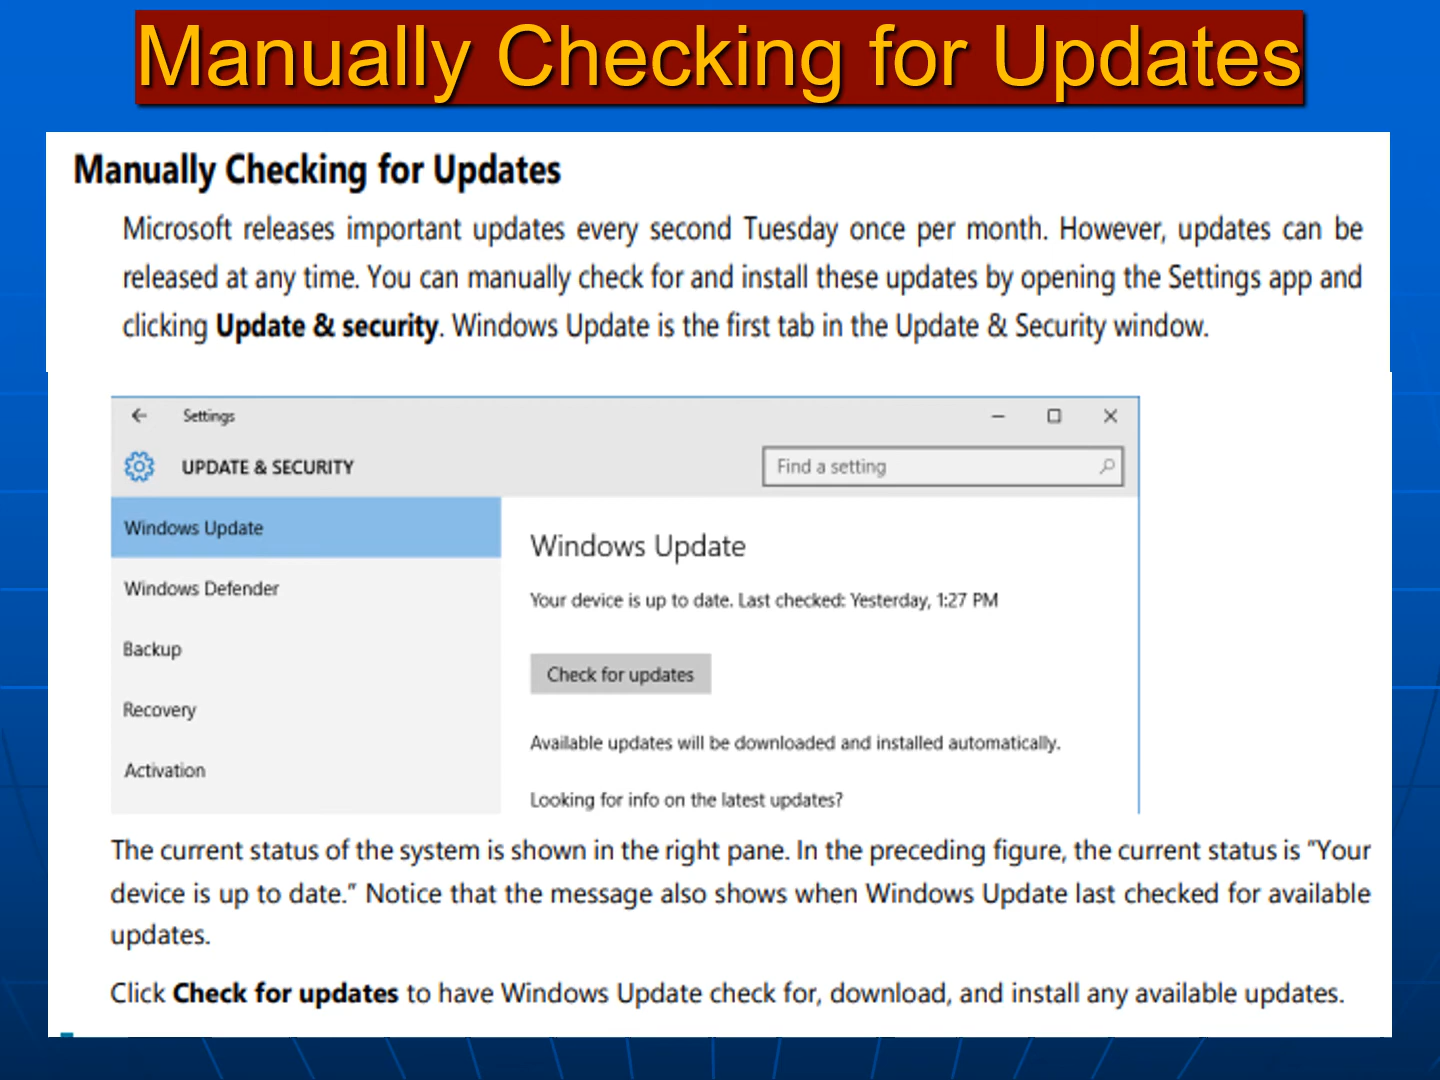 Manually Checking for Updates
Manually Checking for Updates
Microsoft releases important updates every second Tuesday once per month. However, updates can be
released at any time. You can manually check for and install these updates by opening the Settings app and
clicking Update & security. Windows Update is the first tab in the Update & Security window.
Settings
UPDATE & SECURITY
Find a setting
Windows Update
Windows Defender
Backup
Recovery
Activation
Windows Update
Your device is up to date. Last checked: Yesterday, 1:27 PM
Check for updates
Available updates will be downloaded and installed automatically.
Looking for info on the latest updates?
The current status of the system is shown in the right pane. In the preceding figure, the current status is "Your
device is up to date." Notice that the message also shows when Windows Update last checked for available
updates.
Click Check for updates to have Windows Update check for, download, and install any available updates.